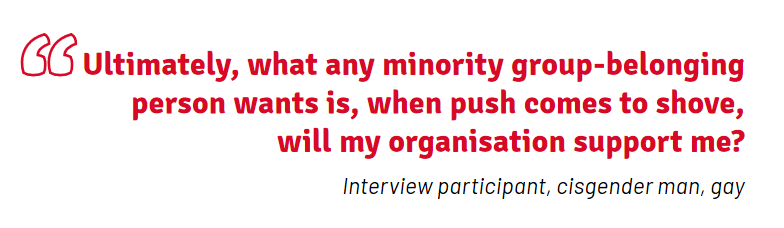 “Ultimately, what any minority group-belonging
person wants is, when push comes to shove,
will my organisation support me?
Interview participant, cisgender man, gay